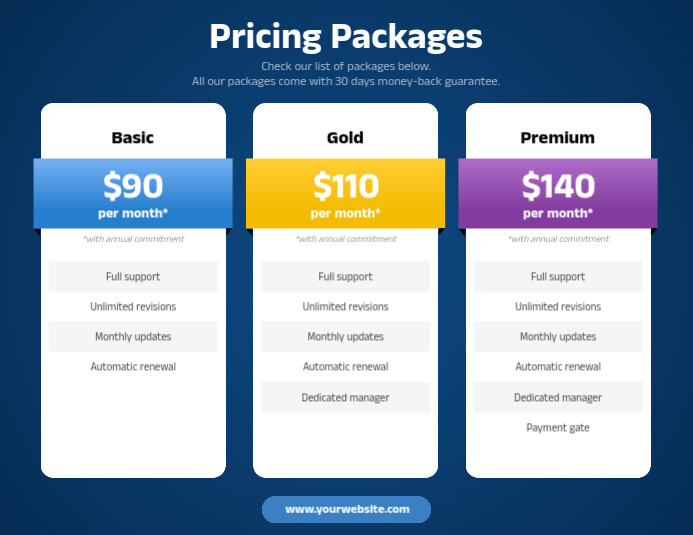 Pricing Packages
Check our list of packages below.
All our packages come with 30 days money-back guarantee.
Basic
$90
per month*
*with annual commitment
Full support
Unlimited revisions
Monthly updates
Automatic renewal
Gold
$110
per month*
*with annual commitment
Full support
Unlimited revisions
Monthly updates
Automatic renewal
Dedicated manager
Premium
$140
per month*
*with annual commitment
Full support
Unlimited revisions
Monthly updates
Automatic renewal
Dedicated manager
Payment gate
www.yourwebsite.com